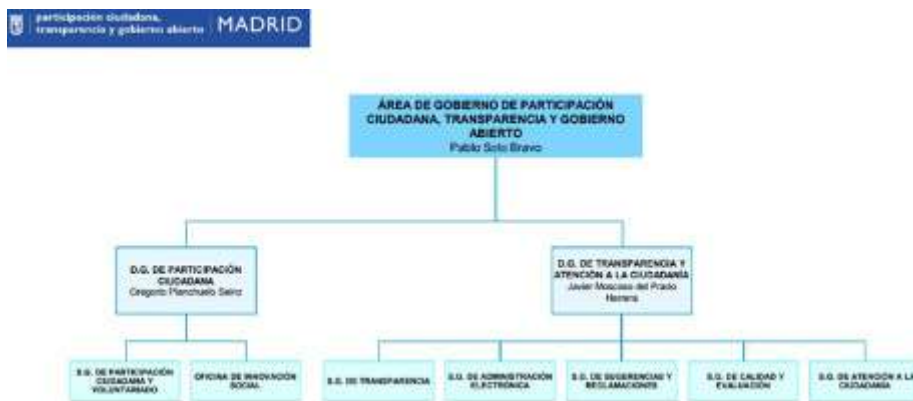 participación ciudadana,
transparencia y gobierno abierto
MADRID
ÁREA DE GOBIERNO DE PARTICIPACIÓN
CIUDADANA, TRANSPARENCIA Y GOBIERNO
ABIERTO
Pablo Soto Bravo
D.G. DE PARTICIPACIÓN
CIUDADANA
Gregorio Planchuelo Sainz
D.G. DE TRANSPARENCIA Y
ATENCIÓN A LA CIUDADANÍA
Javier Moscoso del Prado
Herrera
S.G. DE PARTICIPACIÓN
CIUDADANA Y
VOLUNTARIADO
OFICINA DE INNOVACIÓN
SOCIAL
S.G. DE TRANSPARENCIA
S.G. DE ADMINISTRACIÓN
ELECTRÓNICA
S.G. DE SUGERENCIAS Y
RECLAMACIONES
S.G. DE CALIDAD Y
EVALUACIÓN
S.G. DE ATENCIÓN A LA
CIUDADANÍA